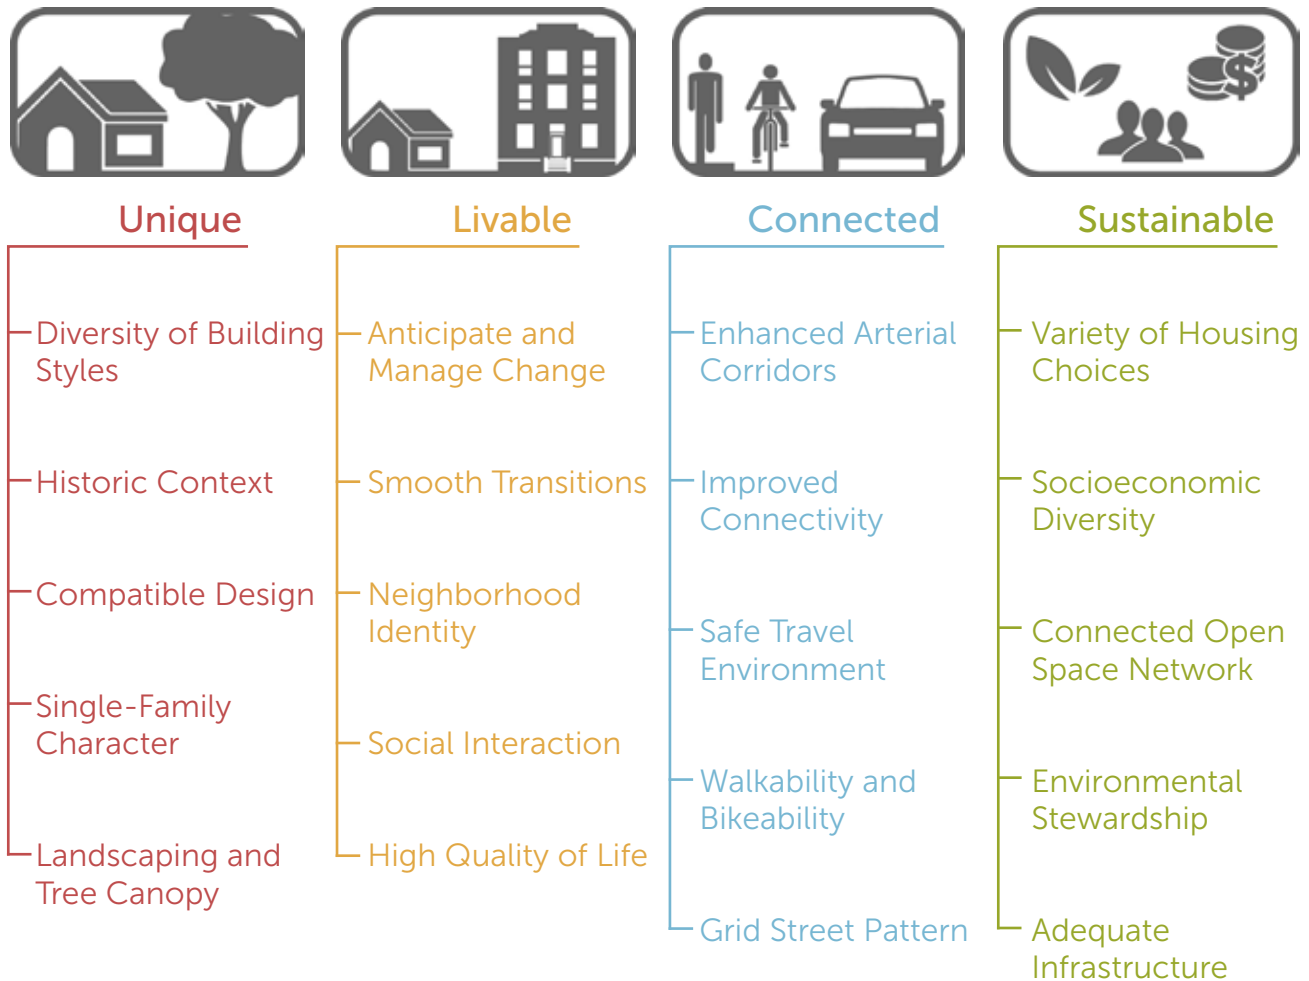 Unique
Diversity of Building
Styles
Historic Context
Compatible Design
Single-Family
Character
Landscaping and
Tree Canopy
Livable
Anticipate and
Manage Change
Smooth Transitions
Neighborhood
Identity
Social Interaction
High Quality of Life
Connected
Enhanced Arterial
Corridors
Improved
Connectivity
Safe Travel
Environment
Walkability and
Bikeability
Grid Street Pattern
$
Sustainable
Variety of Housing
Choices
Socioeconomic
Diversity
Connected Open
Space Network
Environmental
Stewardship
Adequate
Infrastructure